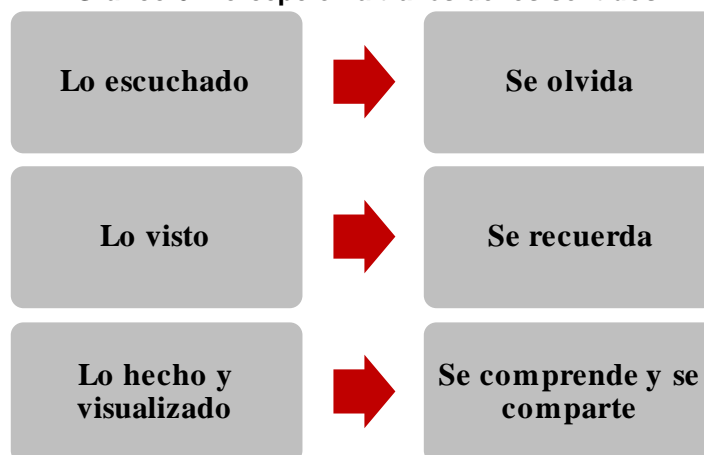 Lo escuchado
Se olvida
Lo visto
Se recuerda
Lo hecho y
visualizado
Se comprende y se
comparte